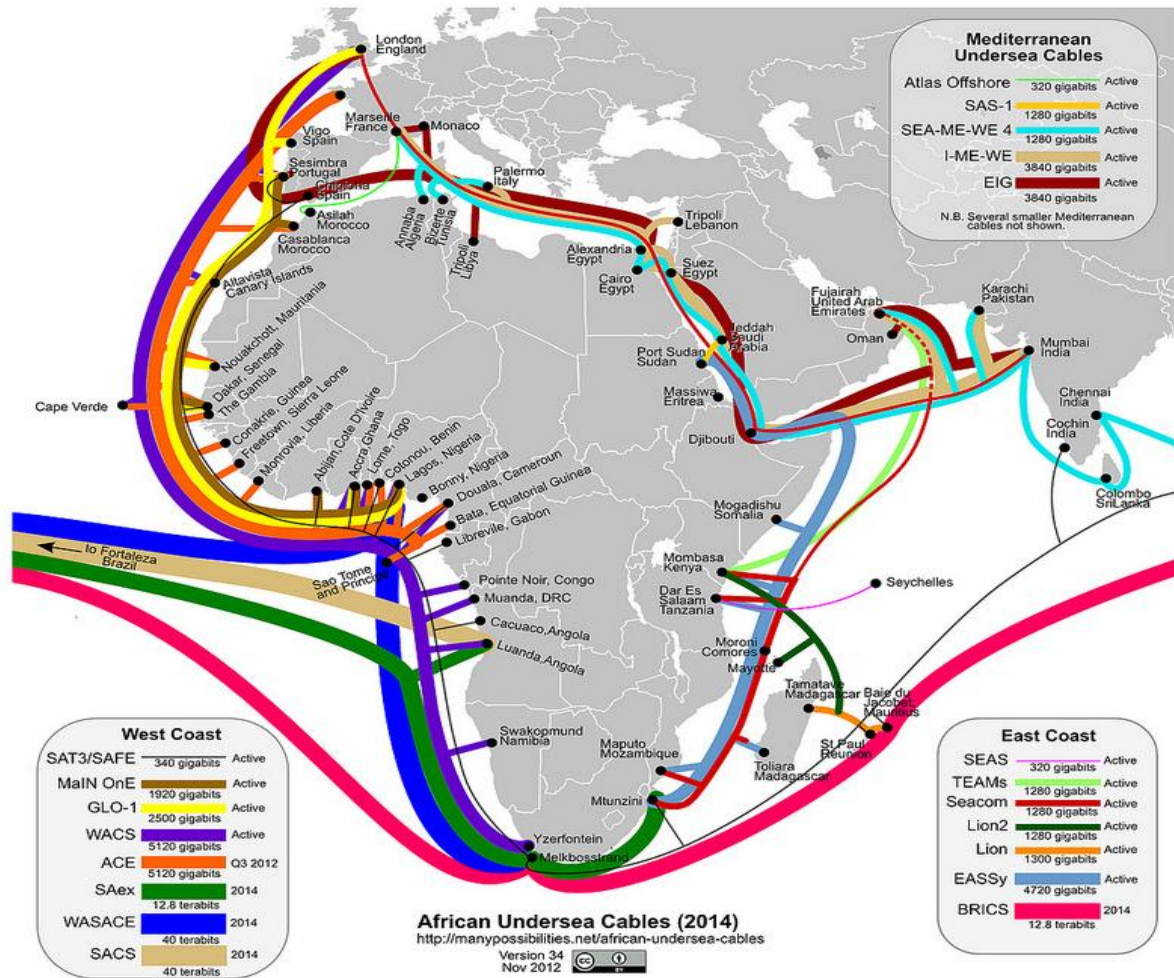 London
England
Marseille
France
Monaco
Vigo
Spain
Sesimbra
Portugal
Chipiona
Spain
Palermo
Italy
Asilah
Morocco
Casablanca
Morocco
Annaba
Algeria
Bizerte
Tunisia
Tripoli
Libya
Tripoli
Lebanon
Alexandria
Egypt
Cairo
Egypt
Suez
Egypt
Altavista
Canary Islands
Fujairah
United Arab
Emirates
Oman
Karachi
Pakistan
Mumbai
India
Jeddah
Saudi
Arabia
Port Sudan
Sudan
Massiwa
Eritrea
Djibouti
Chennai
India
Cochin
India
Colombo
SriLanka
Nouakchott, Mauritania
Dakar, Senegal
The Gambia
Cape Verde
Conakrie, Guinea
Freetown, Sierra Leone
Monrovia, Liberia
Abijan,Cote D'Ivoire
Accra,Ghana
Lome, Togo
Cotonou, Benin
Lagos, Nigeria
Bonny, Nigeria
Douala, Cameroun
Bata, Equatorial Guinea
Libreville, Gabon
to Fortaleza
Brazil
Sao Tome
and Principe
Pointe Noir, Congo
Muanda, DRC
Cacuaco,Angola
Luanda,Angola
Swakopmund
Namibia
Mogadishu
Somalia
Mombasa
Kenya
Dar Es
Salaam
Tanzania
Seychelles
Moroni
Comores
Mayotte
Tamatave
Madagascar
Baie du
Jacobet,
Mauritius
St Paul
Reunion
Toliara
Madagascar
Maputo
Mozambique
Mtunzini
Yzerfontein
Melkbosstrand
Mediterranean
Undersea Cables
Atlas Offshore Active
320 gigabits
SAS-1 Active
1280 gigabits
SEA-ME-WE 4 Active
1280 gigabits
I-ME-WE Active
3840 gigabits
EIG Active
3840 gigabits
N.B. Several smaller Mediterranean
cables not shown.
West Coast
SAT3/SAFE Active
340 gigabits
MaIN OnE Active
1920 gigabits
GLO-1 Active
2500 gigabits
WACS Active
5120 gigabits
ACE Q3 2012
5120 gigabits
SAex 2014
12.8 terabits
WASACE 2014
40 terabits
SACS 2014
40 terabits
East Coast
SEAS Active
320 gigabits
TEAMs Active
1280 gigabits
Seacom Active
1280 gigabits
Lion2 Active
1280 gigabits
Lion Active
1300 gigabits
EASSy Active
4720 gigabits
BRICS 2014
12.8 terabits
African Undersea Cables (2014)
http://manypossibilities.net/african-undersea-cables
Version 34
Nov 2012
CC
BY